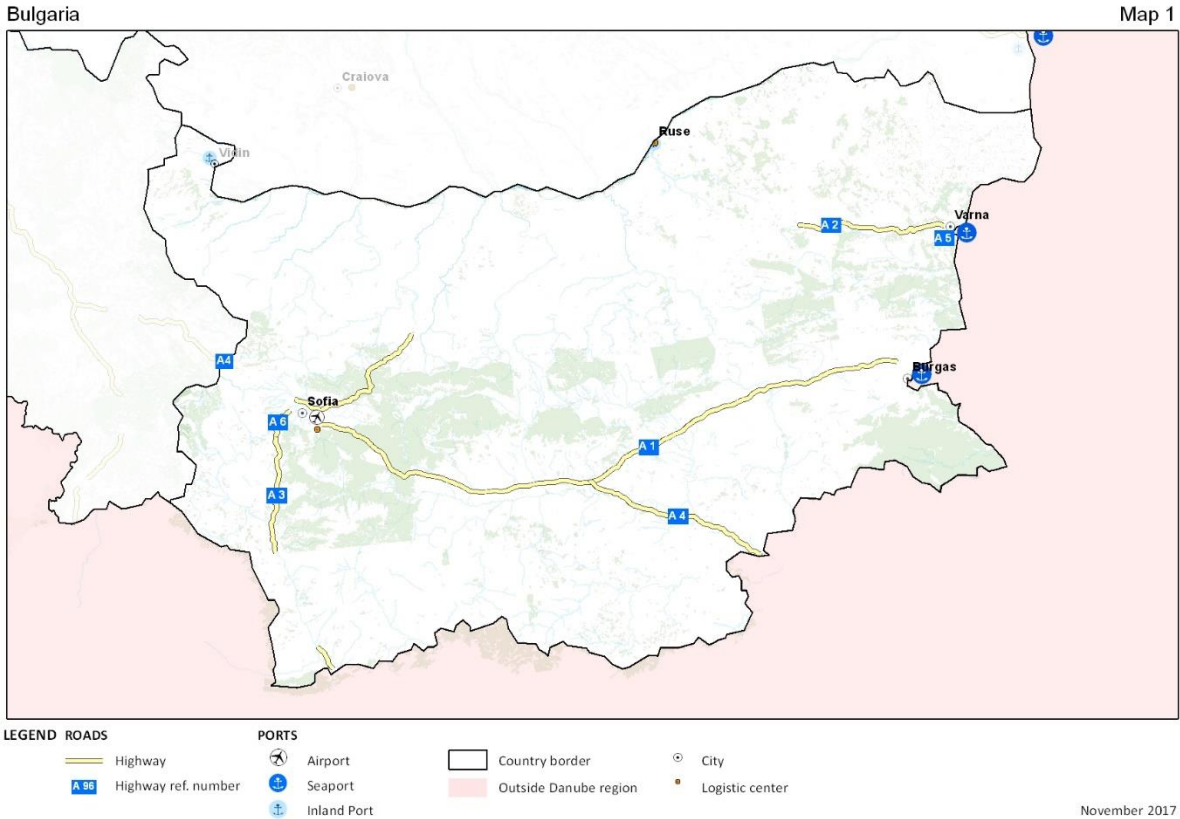 Bulgaria
Map 1
Craiova
Ruse
Vidin
Varna
A 2
A 5
A4
Burgas
Sofia
A 6
A 1
A 3
A 4
LEGEND ROADS PORTS
Highway Airport Country border City
A 96 Highway ref. number Seaport Outside Danube region Logistic center
Inland Port
November 2017